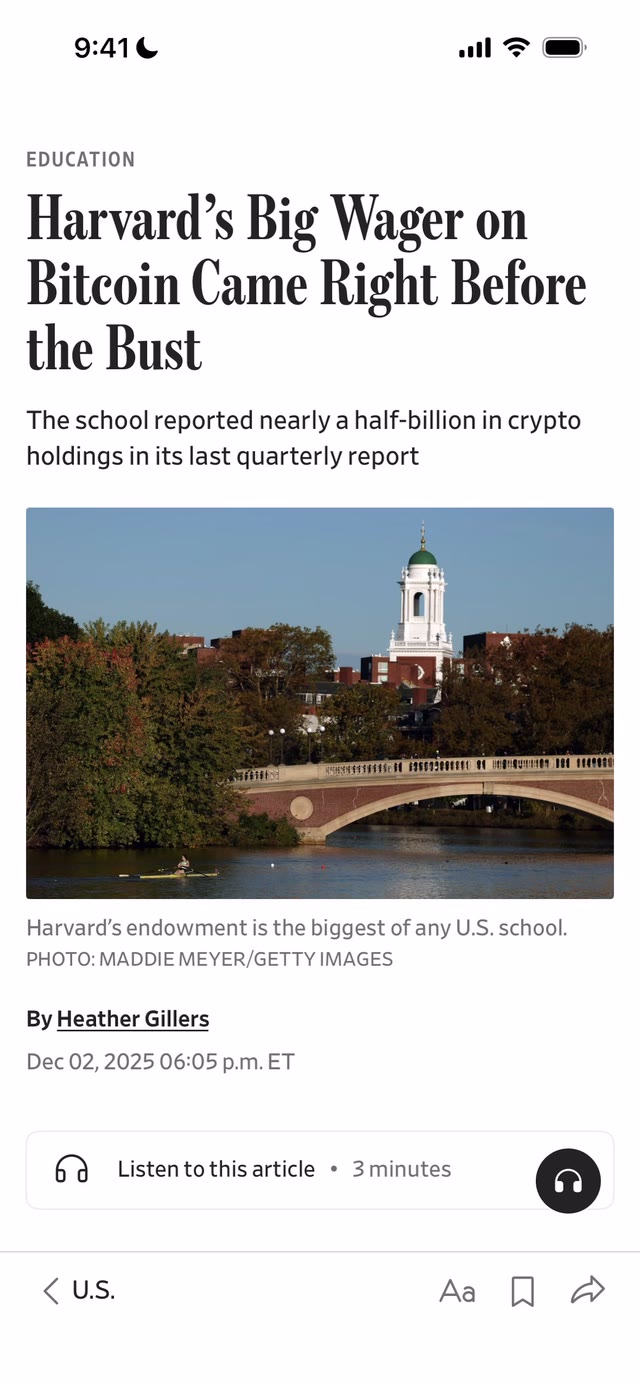 9:41
EDUCATION
Harvard’s Big Wager on
Bitcoin Came Right Before
the Bust
The school reported nearly a half-billion in crypto
holdings in its last quarterly report
Harvard’s endowment is the biggest of any U.S. school.
PHOTO: MADDIE MEYER/GETTY IMAGES
By Heather Gillers
Dec 02, 2025 06:05 p.m. ET
Listen to this article • 3 minutes
U.S.
Aa